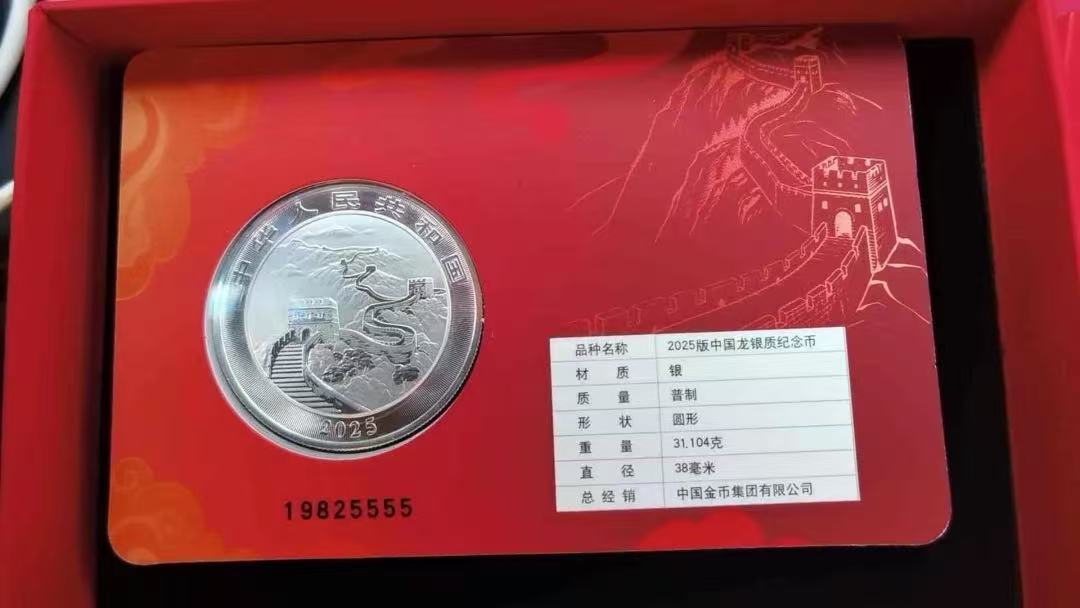 中华人民共和国
2025
19825555
品种名称 2025版中国龙银质纪念币
材 质 银
质 量 普制
形 状 圆形
重 量 31.104克
直 径 38毫米
总 经 销 中国金币集团有限公司